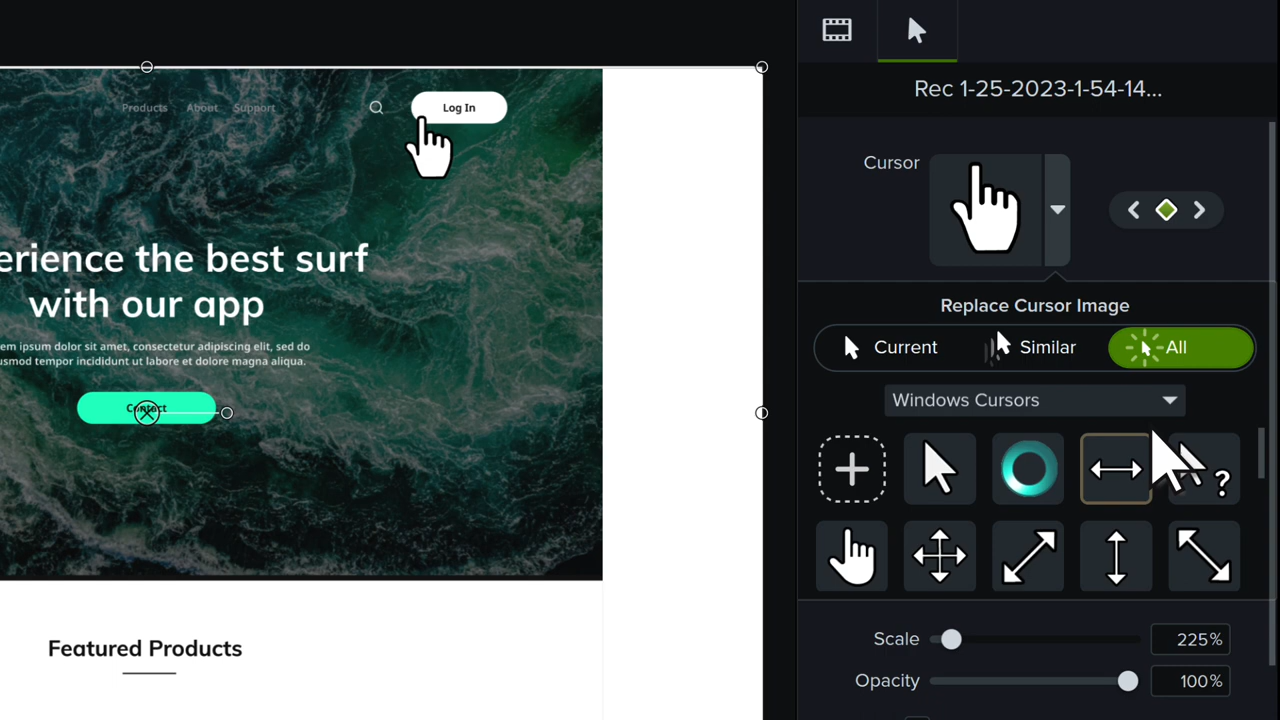 Rec 1-25-2023-1-54-14...
Products About Support
Log In
erience the best surf
with our app
em ipsum dolor sit amet, consectetur adipiscing elit, sed do
usmod tempor incididunt ut labore et dolore magna aliqua.
Contact
Featured Products
Cursor
Replace Cursor Image
Current Similar All
Windows Cursors
?
Scale 225%
Opacity 100%